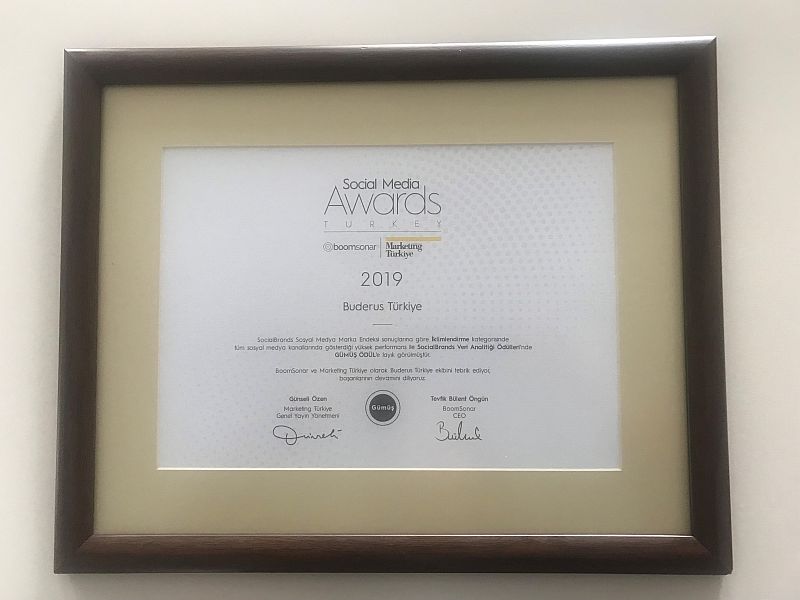 Social Media
Awards
TURKEY
boomsonar
Marketing
Türkiye
2019
Buderus Türkiye
SocialBrands Sosyal Medya Marka Endeksi sonuçlarına göre İklimlendirme kategorisinde
tüm sosyal medya kanallarında gösterdiği yüksek performans ile SocialBrands Veri Analitiği Ödülleri'nde
GÜMÜŞ ÖDÜL'e layık görülmüştür.
BoomSonar ve Marketing Türkiye olarak Buderus Türkiye ekibini tebrik ediyor,
başarılarının devamını diliyoruz.
Günseli Özen
Marketing Türkiye
Genel Yayın Yönetmeni
Gümüş
Tevfik Bülent Öngün
BoomSonar
CEO